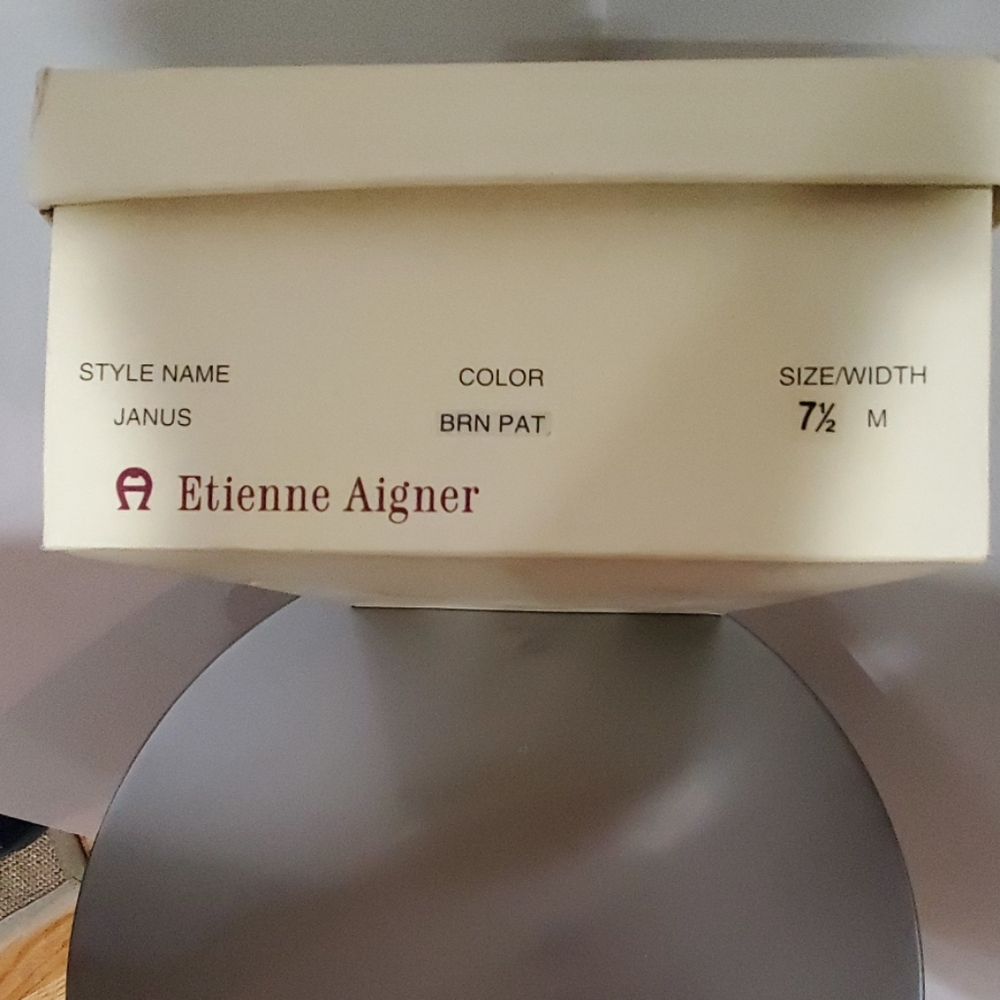 STYLE NAME COLOR SIZE/WIDTH
JANUS BRN PAT. 7½ M
Etienne Aigner